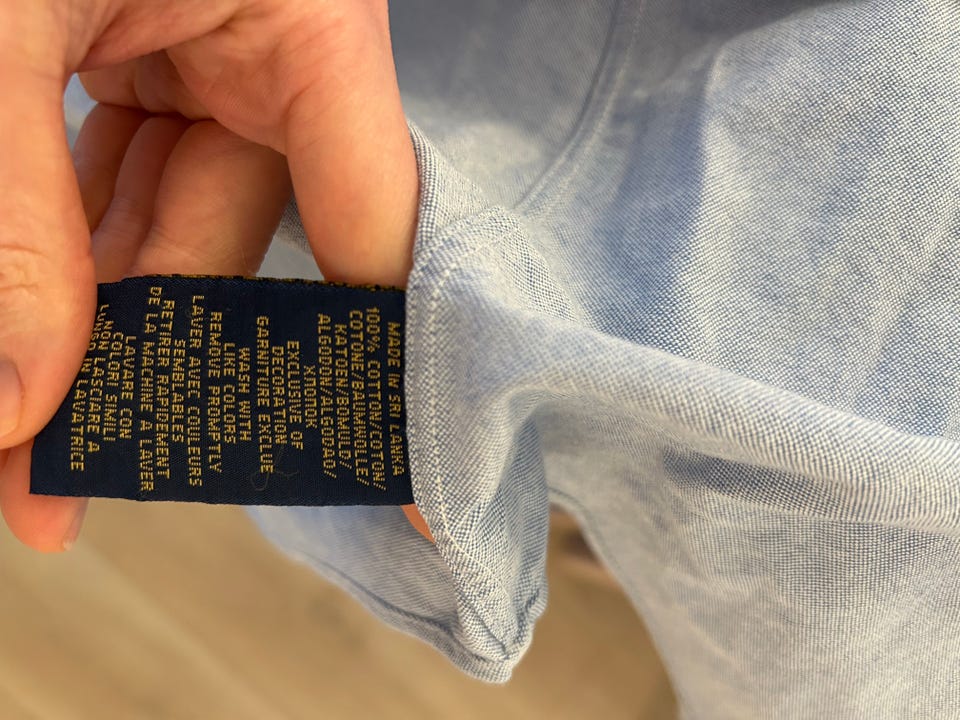 MADE IN SRI LANKA
100% COTTON/COTON/
COTONE/BAUMWOLLE/
KATOEN/BOMULD/
ALGODON/ALGODAO/
ΧΙΠΟΠΟΚ
EXCLUSIVE OF
DECORATION
GARNITURE EXCLUE
WASH WITH
LIKE COLORS
REMOVE PROMPTLY
LAVER AVEC COULEURS
SEMBLABLES
RETIRER RAPIDEMENT
DE LA MACHINE A LAVER
LAVARE CON
COLORI SIMILI
NON LASCIARE A
LUNGO IN LAVATRICE